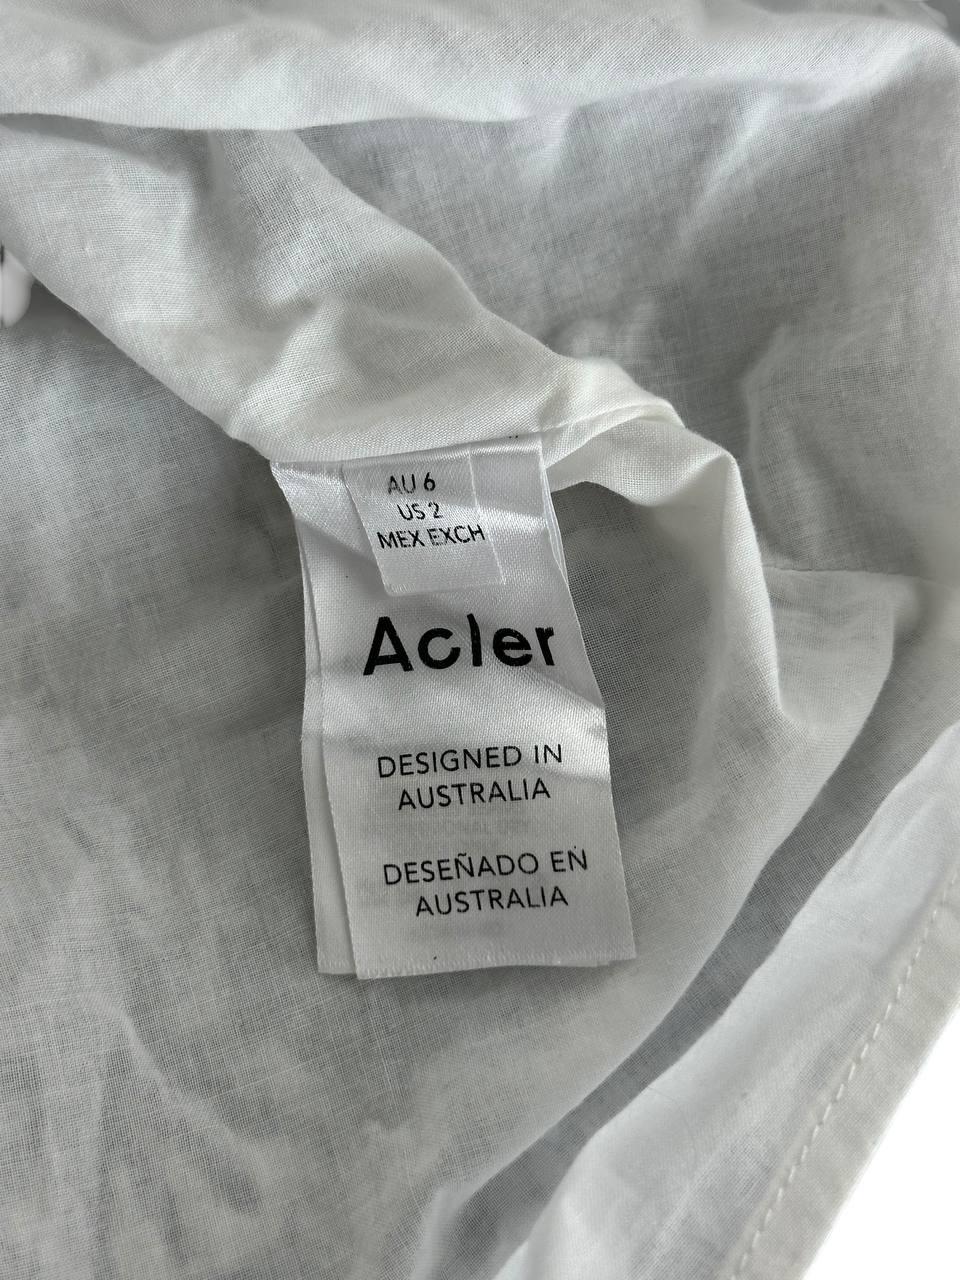 AU 6
US 2
MEX EXCH
Acler
DESIGNED IN
AUSTRALIA
DESEÑADO EN
AUSTRALIA